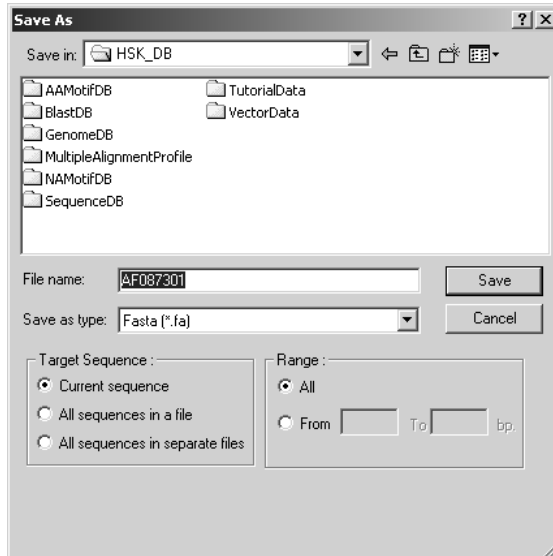 Save As
Save in: HSK_DB
AAMotifDB TutorialData
BlastDB VectorData
GenomeDB
MultipleAlignmentProfile
NAMotifDB
SequenceDB
File name: AF087301 Save
Save as type: Fasta (*.fa) Cancel
Target Sequence : Range :
Current sequence All
All sequences in a file From To bp.
All sequences in separate files